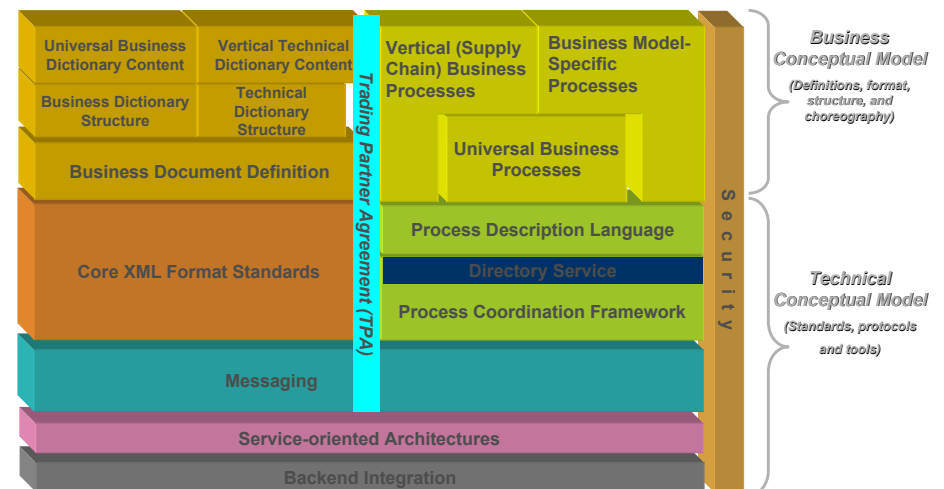 Universal Business
Dictionary Content
Vertical Technical
Dictionary Content
Business Dictionary
Structure
Technical
Dictionary
Structure
Business Document Definition
Core XML Format Standards
Trading Partner Agreement (TPA)
Vertical (Supply
Chain) Business
Processes
Business Model-
Specific
Processes
Universal Business
Processes
Process Description Language
Directory Service
Process Coordination Framework
Messaging
Service-oriented Architectures
Backend Integration
Security
Business
Conceptual Model
(Definitions, format,
structure, and
choreography)
Technical
Conceptual Model
(Standards, protocols
and tools)